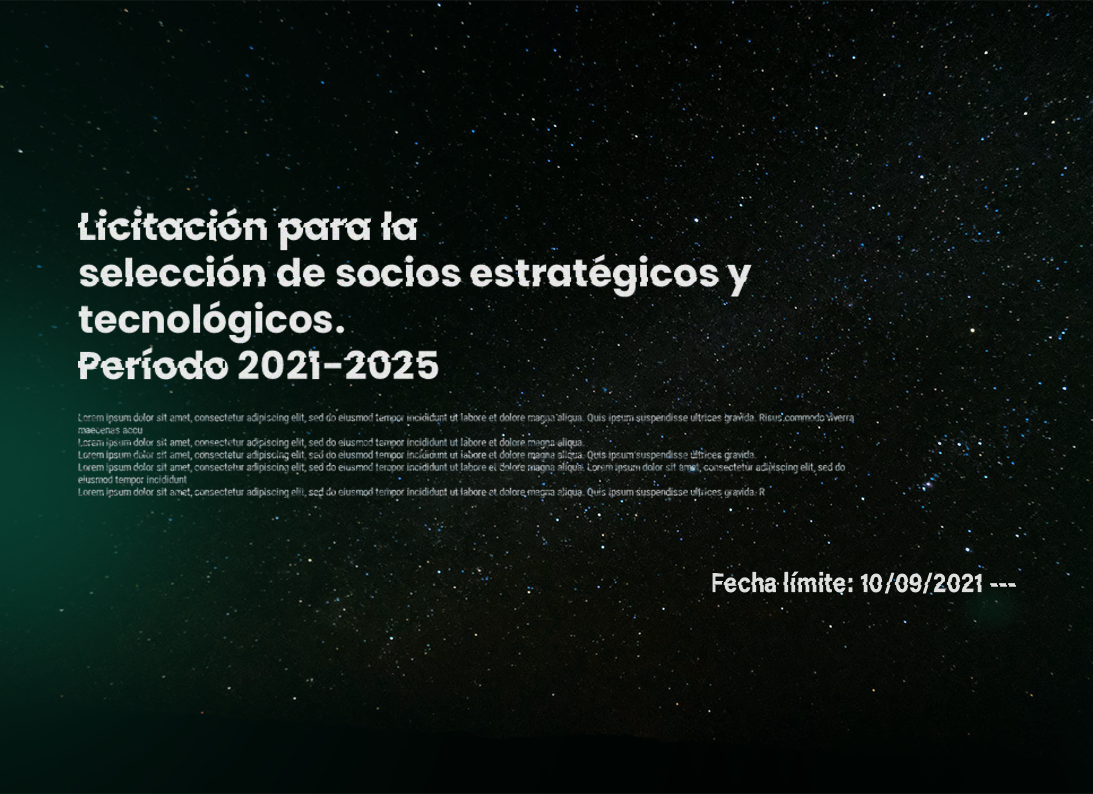 Licitación para la
selección de socios estratégicos y
tecnológicos.
Período 2021-2025
Lorem ipsum dolor sit amet, consectetur adipiscing elit, sed do eiusmod tempor incididunt ut labore et dolore magna aliqua. Quis ipsum suspendisse ultrices gravida. Risus commodo viverra
maecenas accu
Lorem ipsum dolor sit amet, consectetur adipiscing elit, sed do eiusmod tempor incididunt ut labore et dolore magna aliqua.
Lorem ipsum dolor sit amet, consectetur adipiscing elit, sed do eiusmod tempor incididunt ut labore et dolore magna aliqua. Quis ipsum suspendisse ultrices gravida.
Lorem ipsum dolor sit amet, consectetur adipiscing elit, sed do eiusmod tempor incididunt ut labore et dolore magna aliqua. Lorem ipsum dolor sit amet, consectetur adipiscing elit, sed do
eiusmod tempor incididunt
Lorem ipsum dolor sit amet, consectetur adipiscing elit, sed do eiusmod tempor incididunt ut labore et dolore magna aliqua. Quis ipsum suspendisse ultrices gravida. R
Fecha límite: 10/09/2021 ---